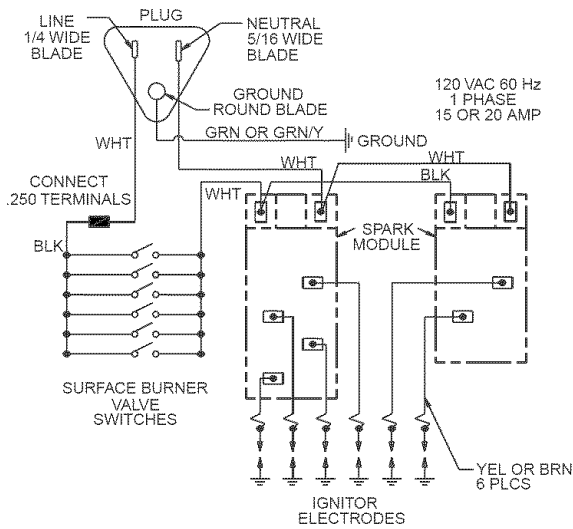 PLUG
LINE
1/4 WIDE
BLADE
NEUTRAL
5/16 WIDE
BLADE
GROUND
ROUND BLADE
120 VAC 60 Hz
1 PHASE
15 OR 20 AMP
GRN OR GRN/Y
GROUND
WHT
WHT
WHT
BLK
WHT
CONNECT
.250 TERMINALS
BLK
SPARK
MODULE
SURFACE BURNER
VALVE
SWITCHES
YEL OR BRN
6 PLCS
IGNITOR
ELECTRODES